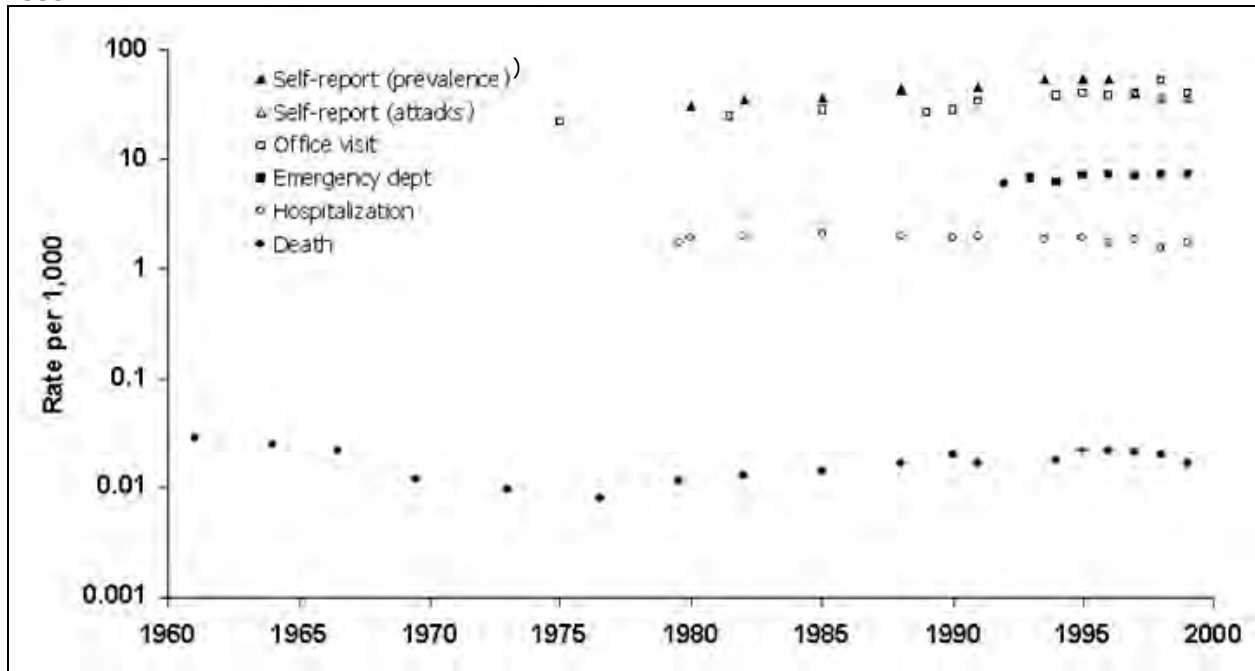 100
10
1
0.1
0.01
0.001
Rate per 1,000
▲ Self-report (prevalence))
△ Self-report (attacks)
□ Office visit
■ Emergency dept
○ Hospitalization
● Death
1960 1965 1970 1975 1980 1985 1990 1995 2000